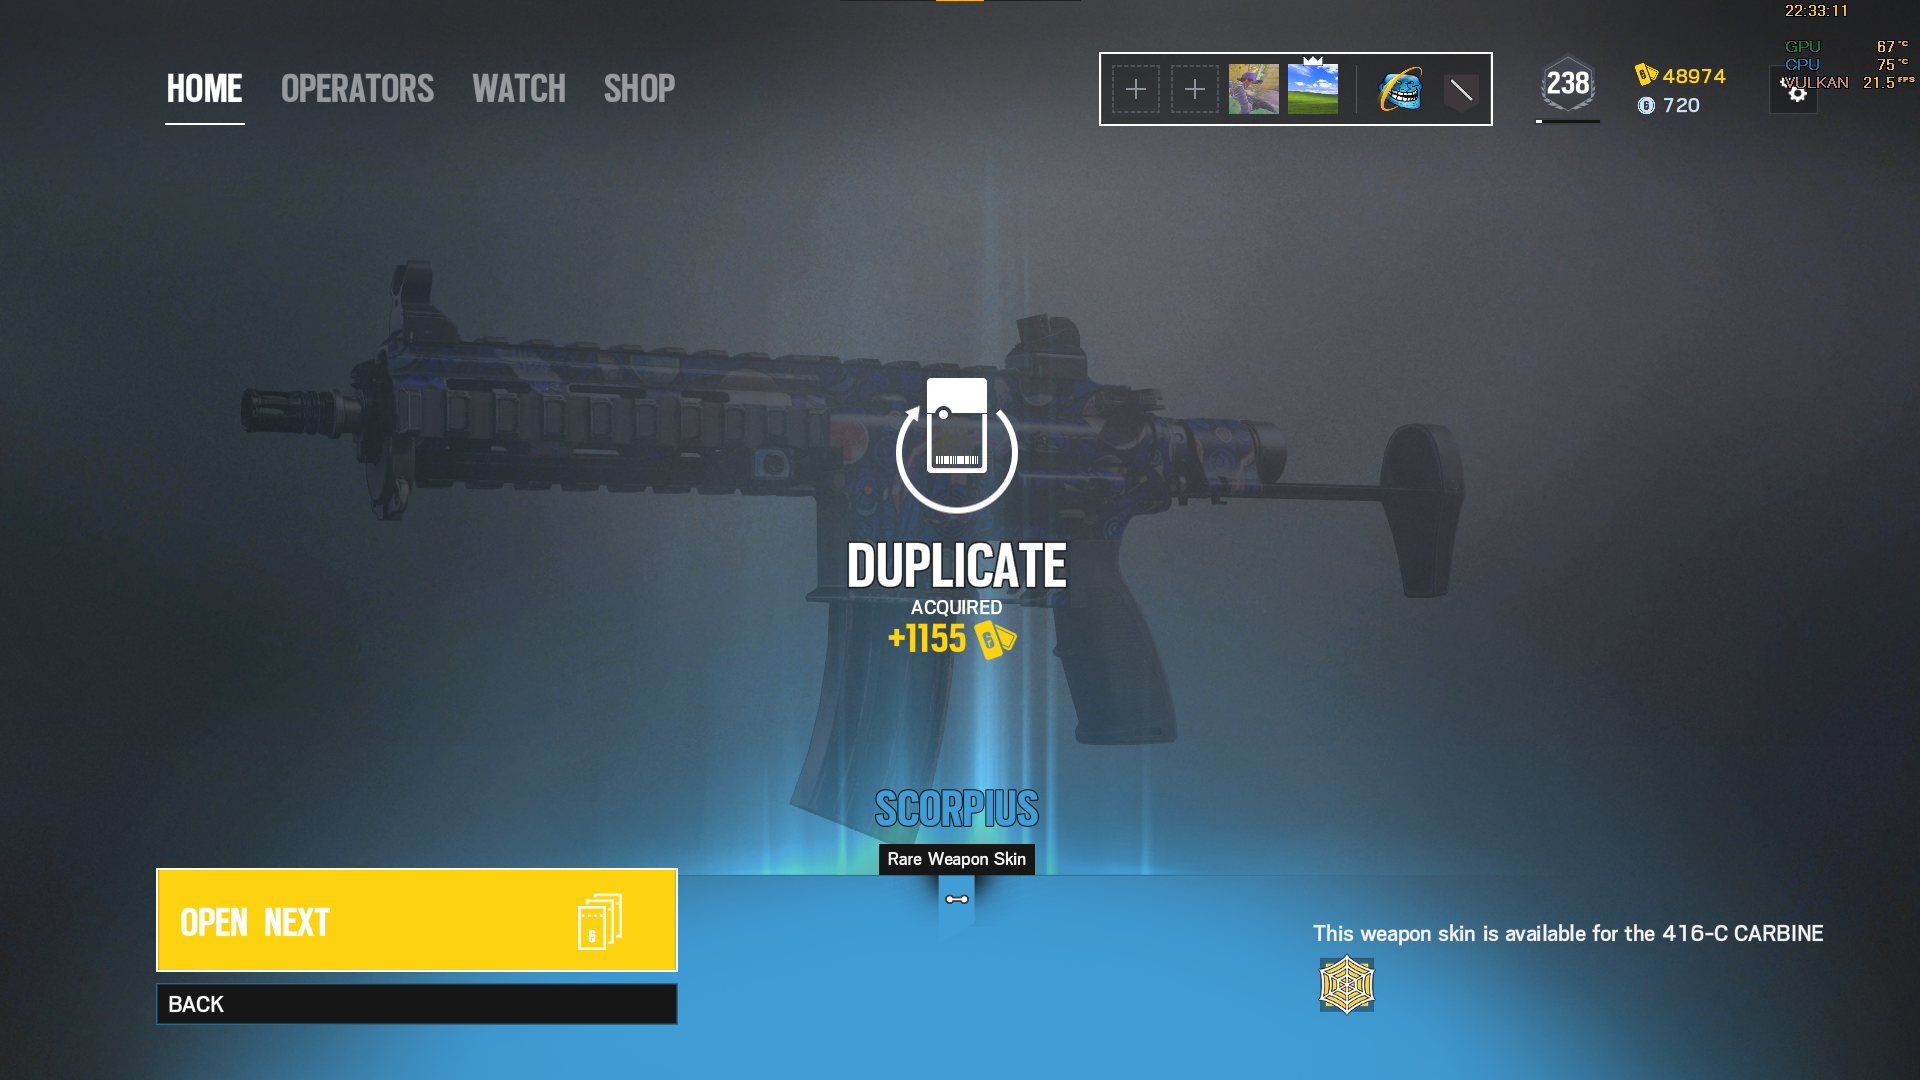 22:33:11
GPU 67°C
CPU 75°C
VULKAN 21.5 FPS
HOME OPERATORS WATCH SHOP
238
48974
720
DUPLICATE
ACQUIRED
+1155
SCORPIUS
Rare Weapon Skin
OPEN NEXT
BACK
This weapon skin is available for the 416-C CARBINE